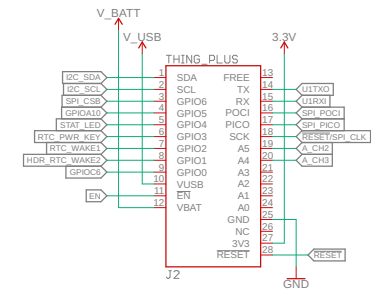 V_BATT
V_USB
3.3V
THING_PLUS
I2C_SDA 1 SDA FREE 13
I2C_SCL 2 SCL TX 14 U1TXO
SPI_CSB 3 GPIO6 RX 15 U1RXI
GPIOA10 4 GPIO5 POCI 16 SPI_POCI
STAT_LED 5 GPIO4 PICO 17 SPI_PICO
RTC_PWR_KEY 6 GPIO3 SCK 18 RESET/SPI_CLK
RTC_WAKE1 7 GPIO2 A5 19 A_CH2
HDR_RTC_WAKE2 8 GPIO1 A4 20 A_CH3
GPIOC6 9 GPIO0 A3 21
10 VUSB A2 22
EN 11 EN A1 23
12 VBAT A0 24
GND 25
NC 26
3V3 27
RESET 28 RESET
J2
GND